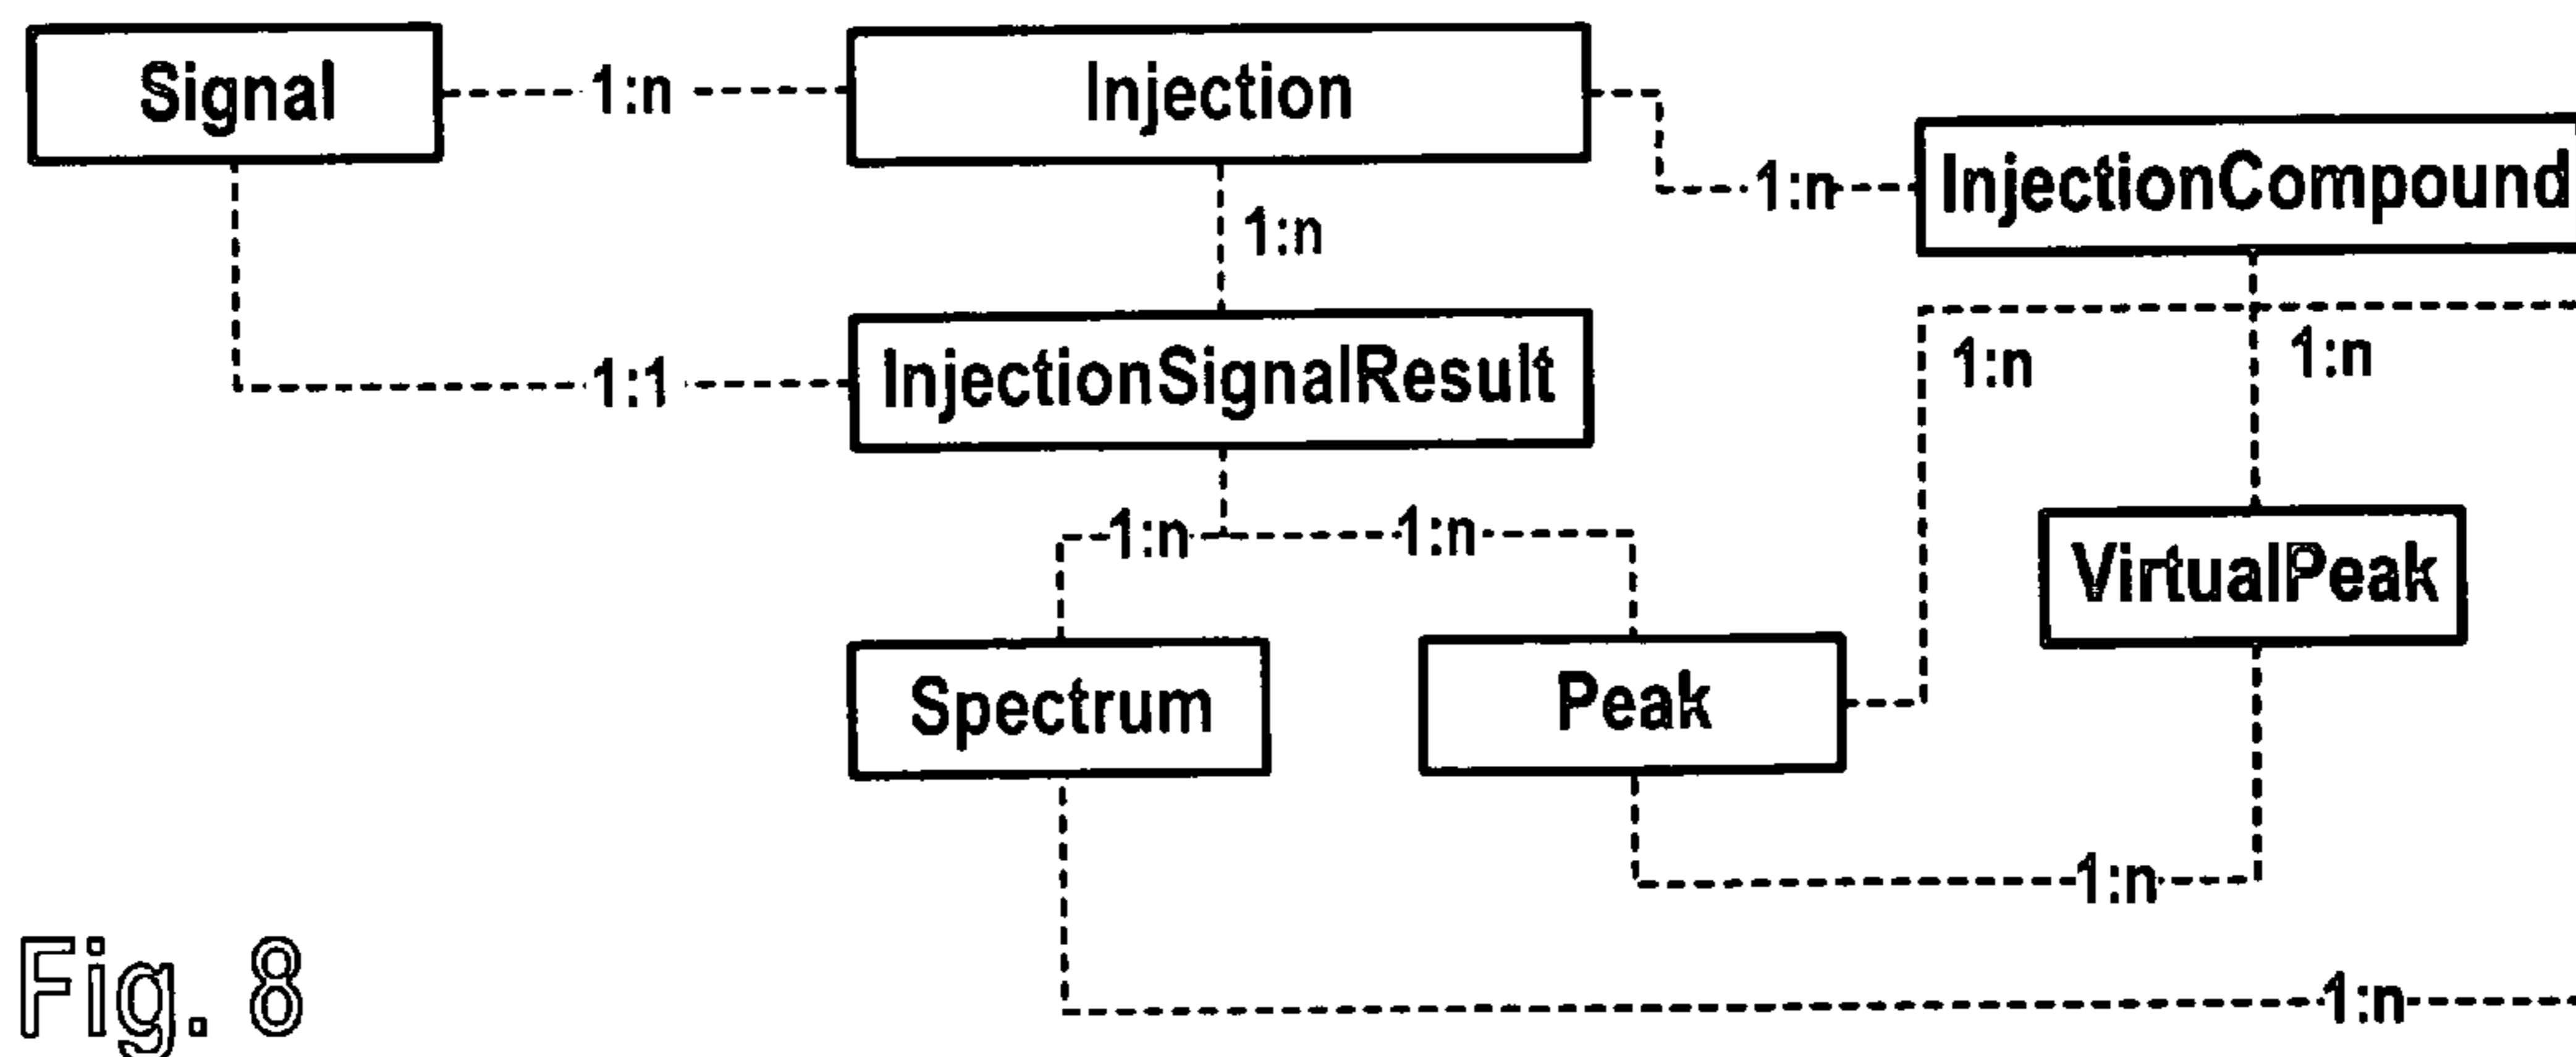 Signal
1:n
Injection
1:n
InjectionCompound
1:n
1:1
InjectionSignalResult
1:n
1:n
1:n
1:n
VirtualPeak
Spectrum
Peak
1:n
1:n
Fig. 8